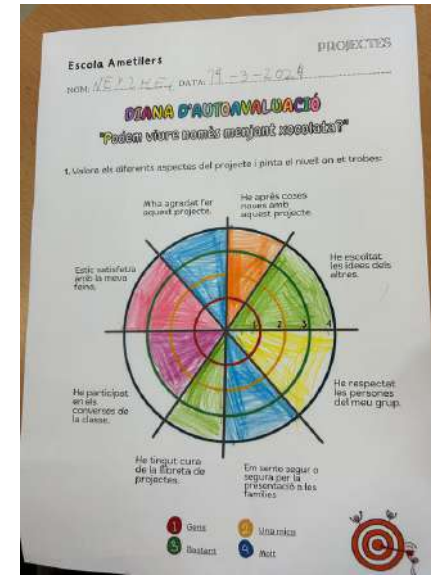 PROJECTES
Escola Ametllers
NOM: DATA: 19-3-2024
DIANA D'AUTOAVALUACIÓ
"Podem viure només menjant xocolata?"
1. Valora els diferents aspectes del projecte i pinta el nivell on et trobes:
M'ha agradat fer
aquest projecte.
He après coses
noves amb
aquest projecte.
He escoltat
les idees dels
altres.
He respectat
les persones
del meu grup.
Em sento segur o
segura per la
presentació a les
famílies
He tingut cura
de la llibreta de
projectes.
He participat
en els
converses de
la classe.
Estic satisfet/a
amb la meva
feina.
1 2 3 4
1 Gens
2 Una mica
3 Bastant
4 Molt